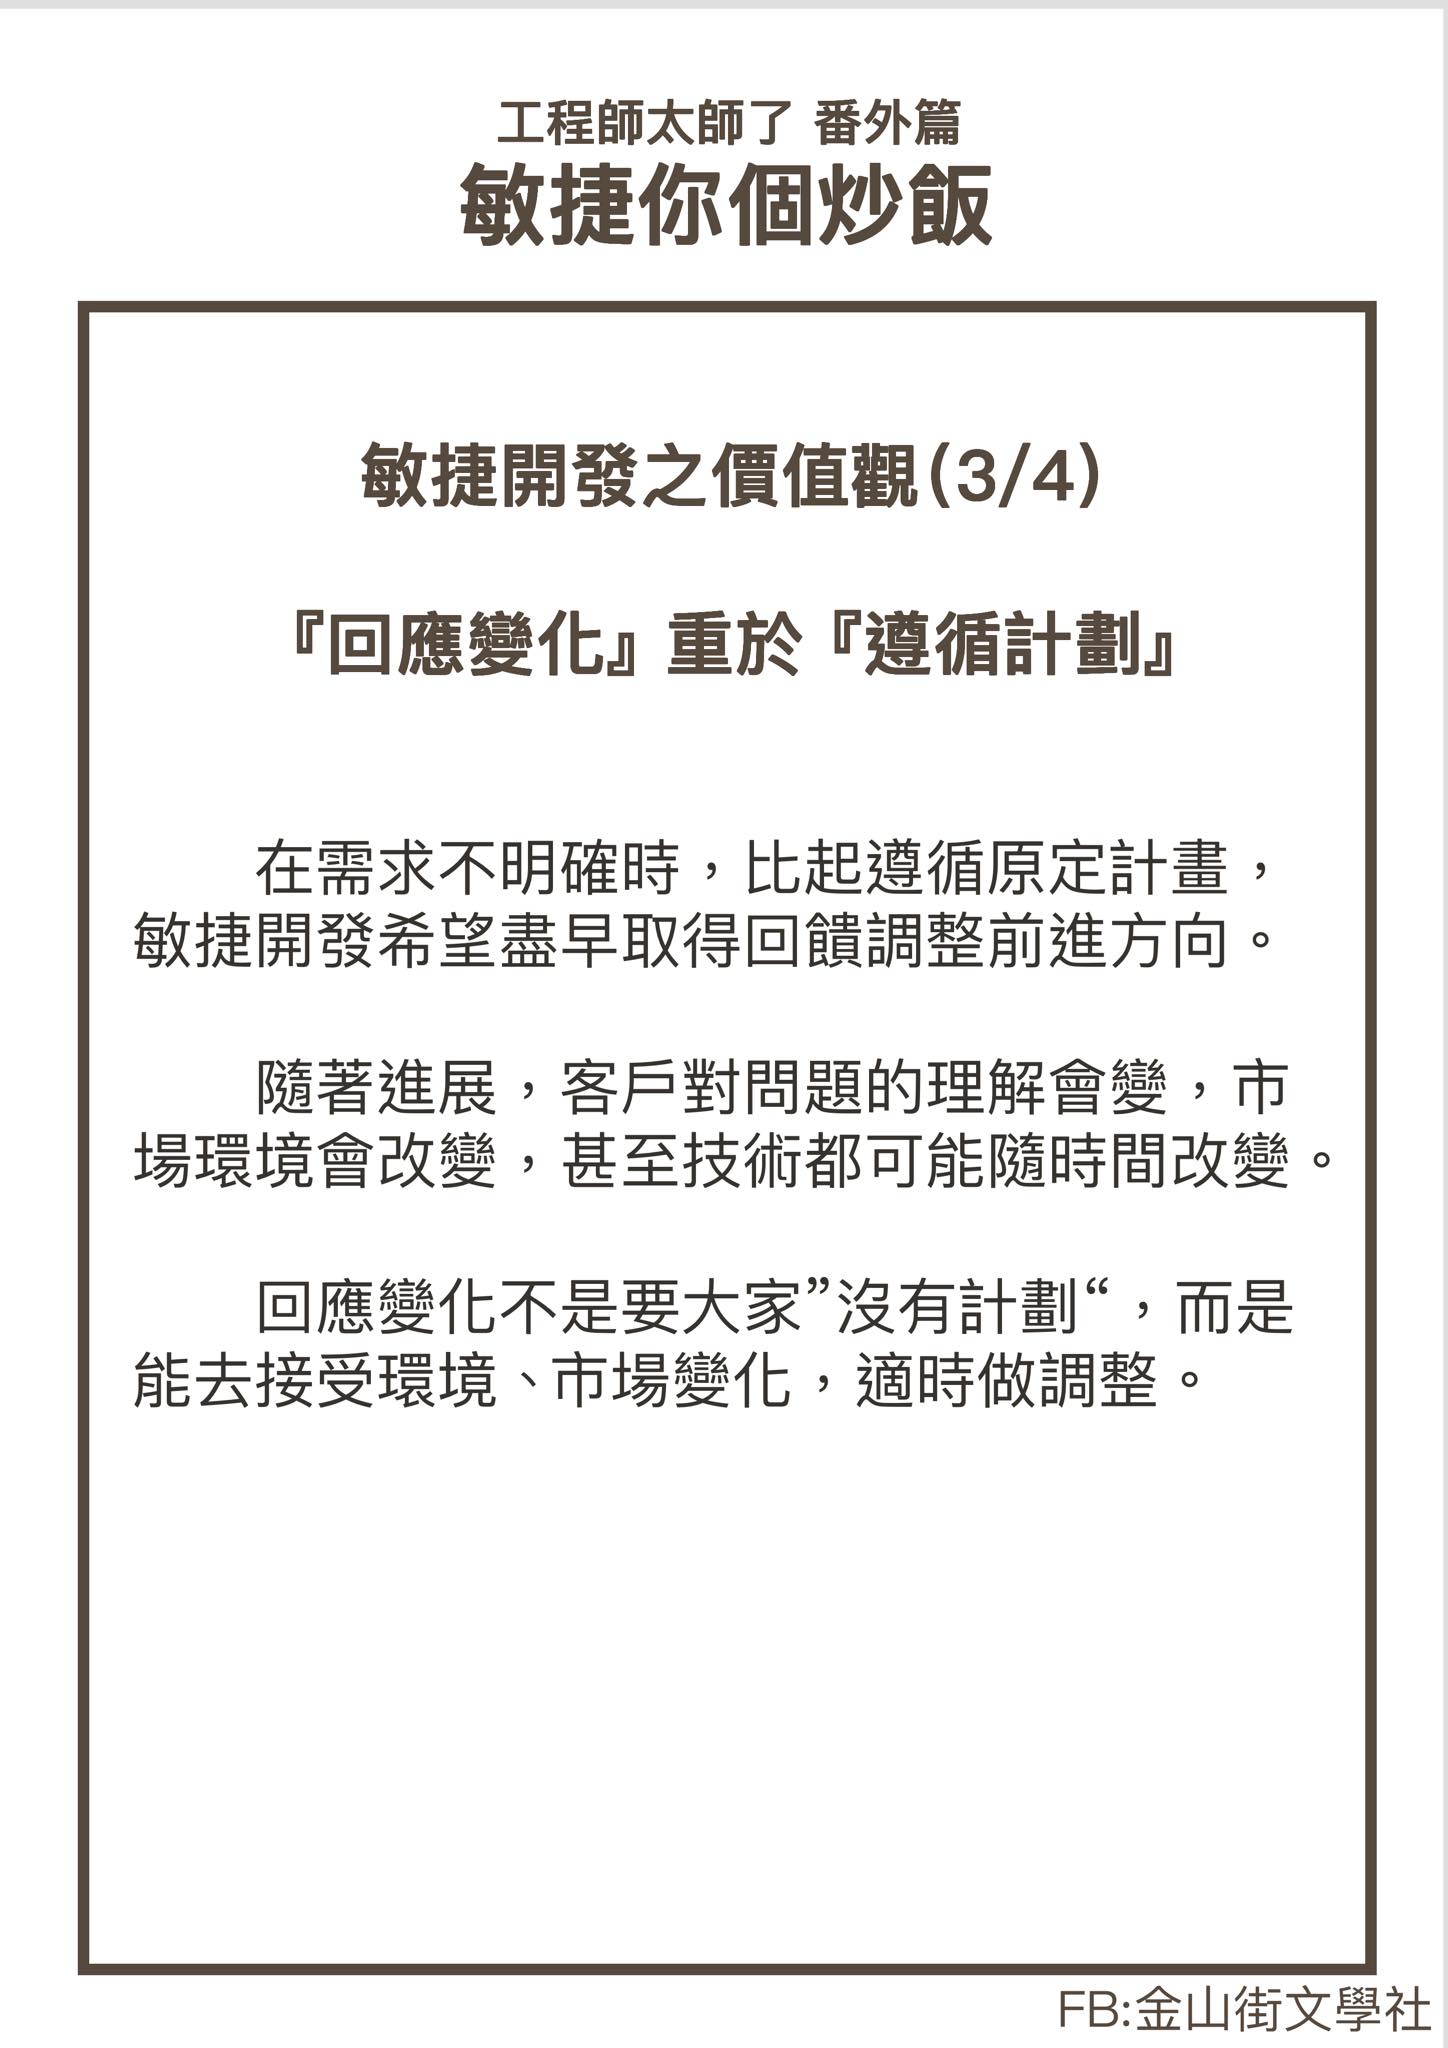 工程師太師了 番外篇
敏捷你個炒飯
敏捷開發之價值觀(3/4)
『回應變化』重於『遵循計劃』
在需求不明確時，比起遵循原定計畫，
敏捷開發希望盡早取得回饋調整前進方向。
隨著進展，客戶對問題的理解會變，市
場環境會改變，甚至技術都可能隨時間改變。
回應變化不是要大家”沒有計劃“，而是
能去接受環境、市場變化，適時做調整。
FB:金山街文學社